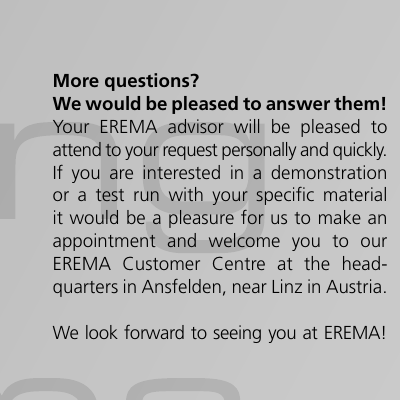 More questions?
We would be pleased to answer them!
Your EREMA advisor will be pleased to
attend to your request personally and quickly.
If you are interested in a demonstration
or a test run with your specific material
it would be a pleasure for us to make an
appointment and welcome you to our
EREMA Customer Centre at the head-
quarters in Ansfelden, near Linz in Austria.
We look forward to seeing you at EREMA!